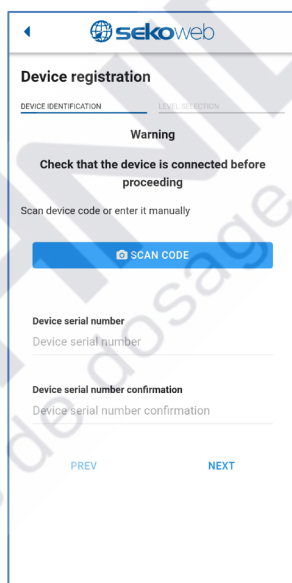 sekoweb
Device registration
DEVICE IDENTIFICATION LEVEL SELECTION
Warning
Check that the device is connected before
proceeding
Scan device code or enter it manually
SCAN CODE
Device serial number
Device serial number
Device serial number confirmation
Device serial number confirmation
PREV NEXT
de dosage